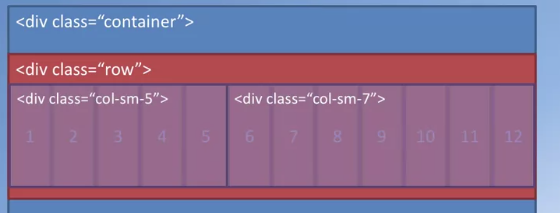 <div class=“container”>
<div class=“row”>
<div class=“col-sm-5”> <div class=“col-sm-7”>
1 2 3 4 5 6 7 8 9 10 11 12